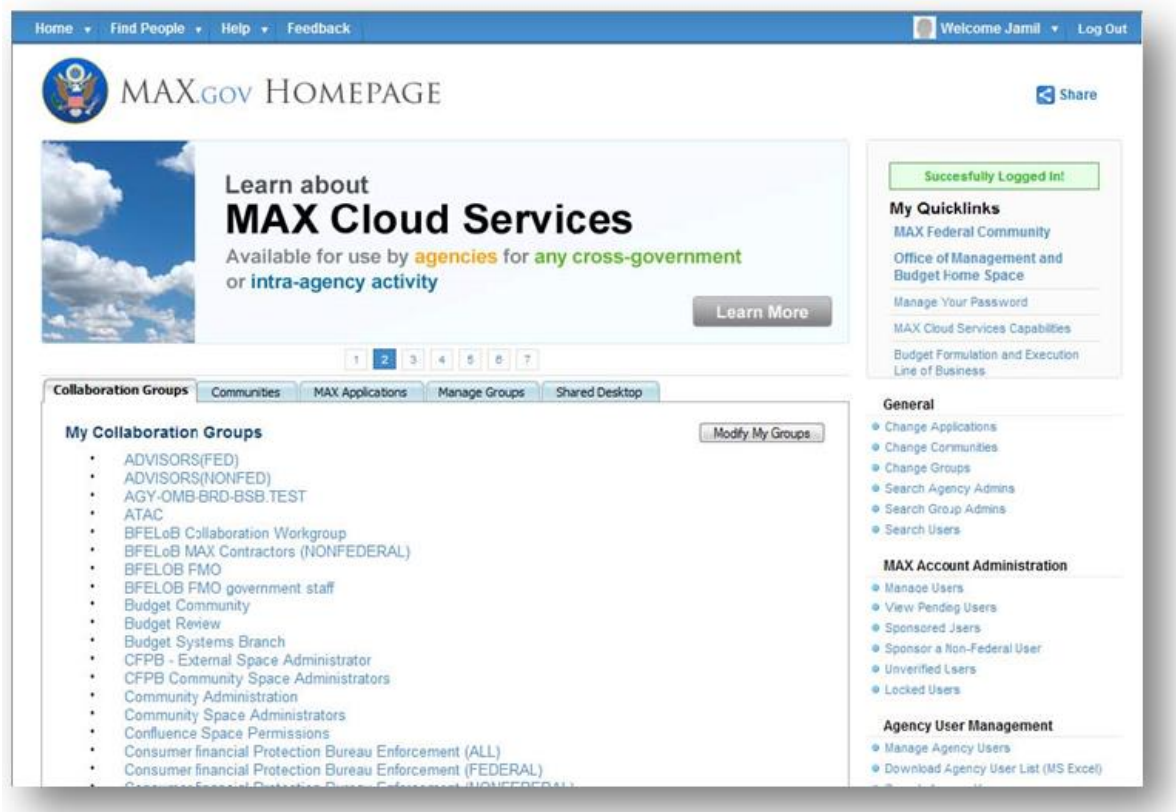 Home Find People Help Feedback
Welcome Jamil Log Out
MAX.GOV HOMEPAGE
Share
Learn about
MAX Cloud Services
Available for use by agencies for any cross-government
or intra-agency activity
Learn More
1 2 3 4 5 6 7
Succesfully Logged In!
My Quicklinks
MAX Federal Community
Office of Management and
Budget Home Space
Manage Your Password
MAX Cloud Services Capabilities
Budget Formulation and Execution
Line of Business
Collaboration Groups Communities MAX Applications Manage Groups Shared Desktop
My Collaboration Groups
Modify My Groups
ADVISORS(FED)
ADVISORS(NONFED)
AGY-OMB-BRD-BSB.TEST
ATAC
BFELoB Collaboration Workgroup
BFELoB MAX Contractors (NONFEDERAL)
BFELOB FMO
BFELOB FMO government staff
Budget Community
Budget Review
Budget Systems Branch
CFPB - External Space Administrator
CFPB Community Space Administrators
Community Administration
Community Space Administrators
Confluence Space Permissions
Consumer financial Protection Bureau Enforcement (ALL)
Consumer financial Protection Bureau Enforcement (FEDERAL)
General
Change Applications
Change Communities
Change Groups
Search Agency Admins
Search Group Admins
Search Users
MAX Account Administration
Manage Users
View Pending Users
Sponsored Users
Sponsor a Non-Federal User
Unverified Users
Locked Users
Agency User Management
Manage Agency Users
Download Agency User List (MS Excel)